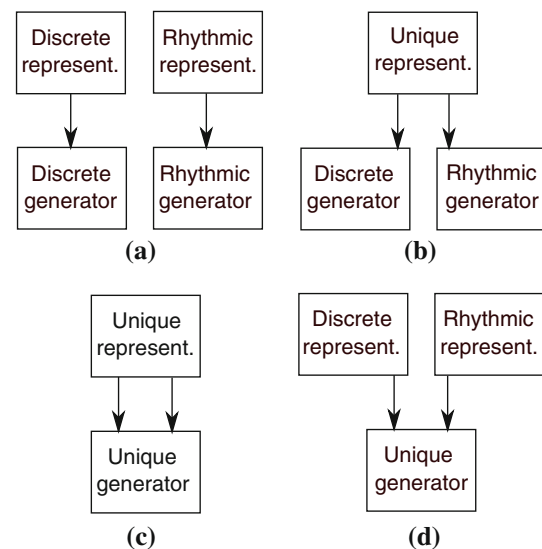 Discrete
represent.
Rhythmic
represent.
Discrete
generator
Rhythmic
generator
(a)
Unique
represent.
Discrete
generator
Rhythmic
generator
(b)
Unique
represent.
Unique
generator
(c)
Discrete
represent.
Rhythmic
represent.
Unique
generator
(d)